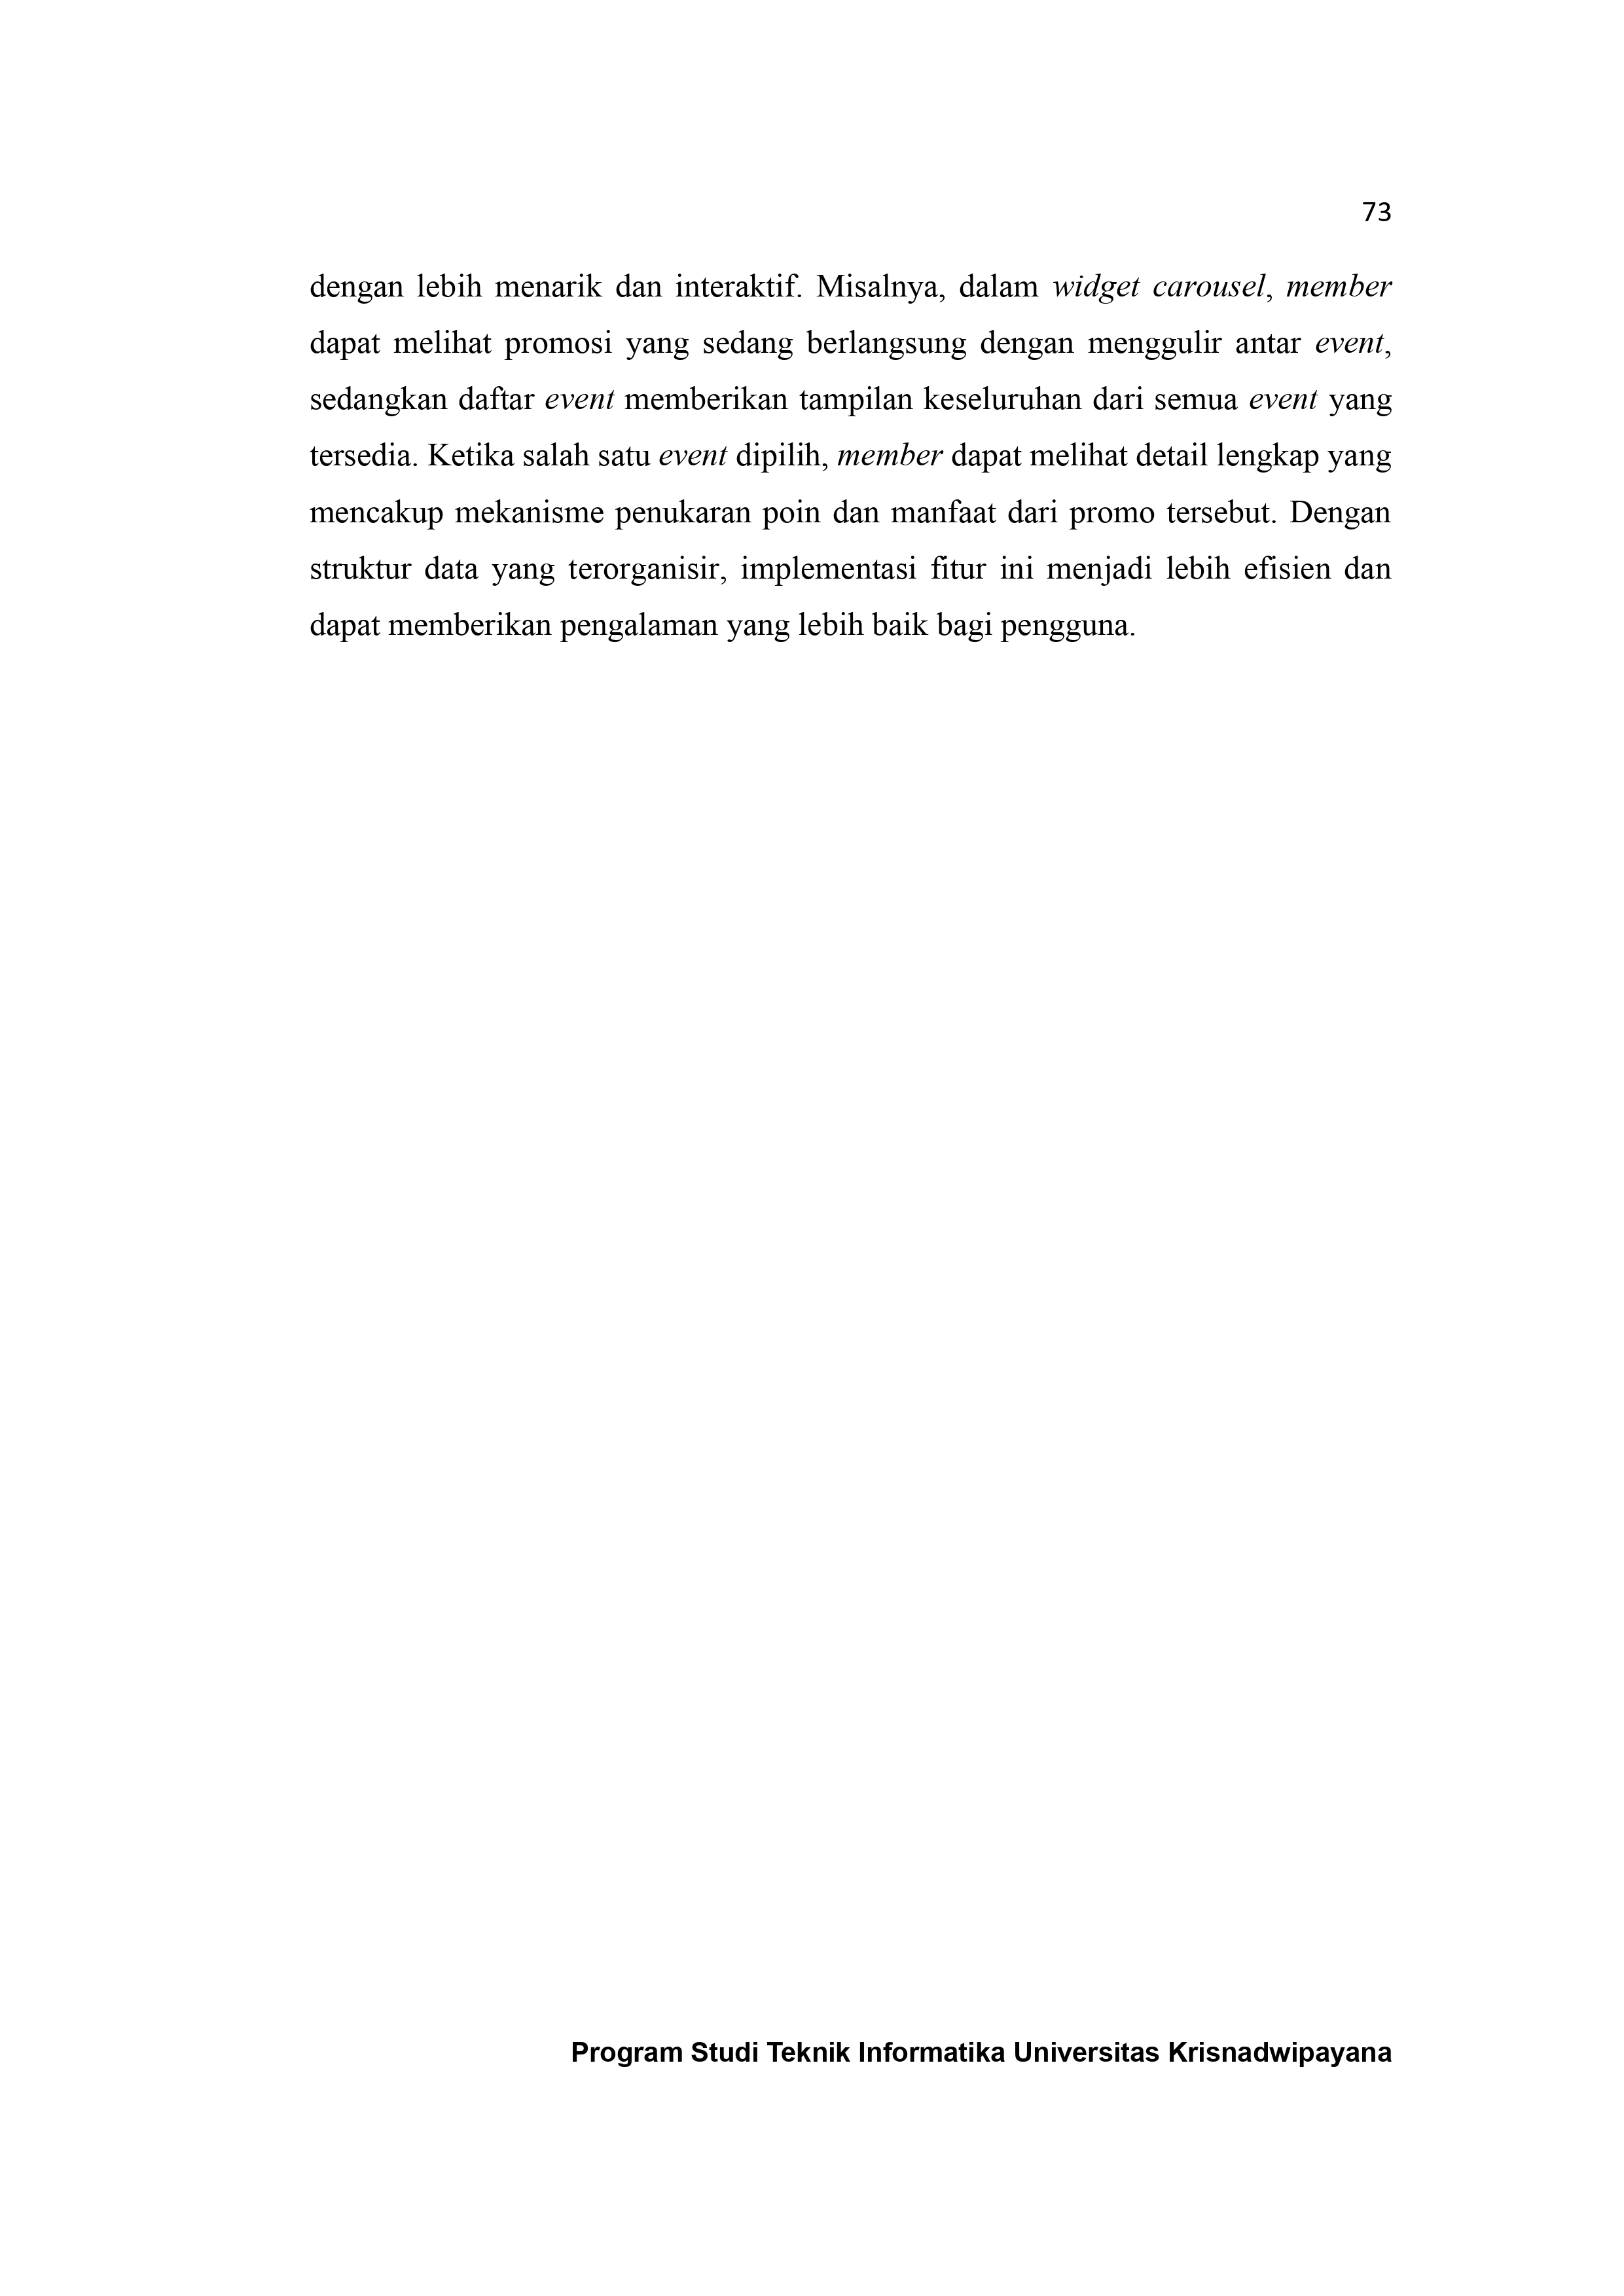 73
dengan lebih menarik dan interaktif. Misalnya, dalam widget carousel, member
dapat melihat promosi yang sedang berlangsung dengan menggulir antar event,
sedangkan daftar event memberikan tampilan keseluruhan dari semua event yang
tersedia. Ketika salah satu event dipilih, member dapat melihat detail lengkap yang
mencakup mekanisme penukaran poin dan manfaat dari promo tersebut. Dengan
struktur data yang terorganisir, implementasi fitur ini menjadi lebih efisien dan
dapat memberikan pengalaman yang lebih baik bagi pengguna.
Program Studi Teknik Informatika Universitas Krisnadwipayana